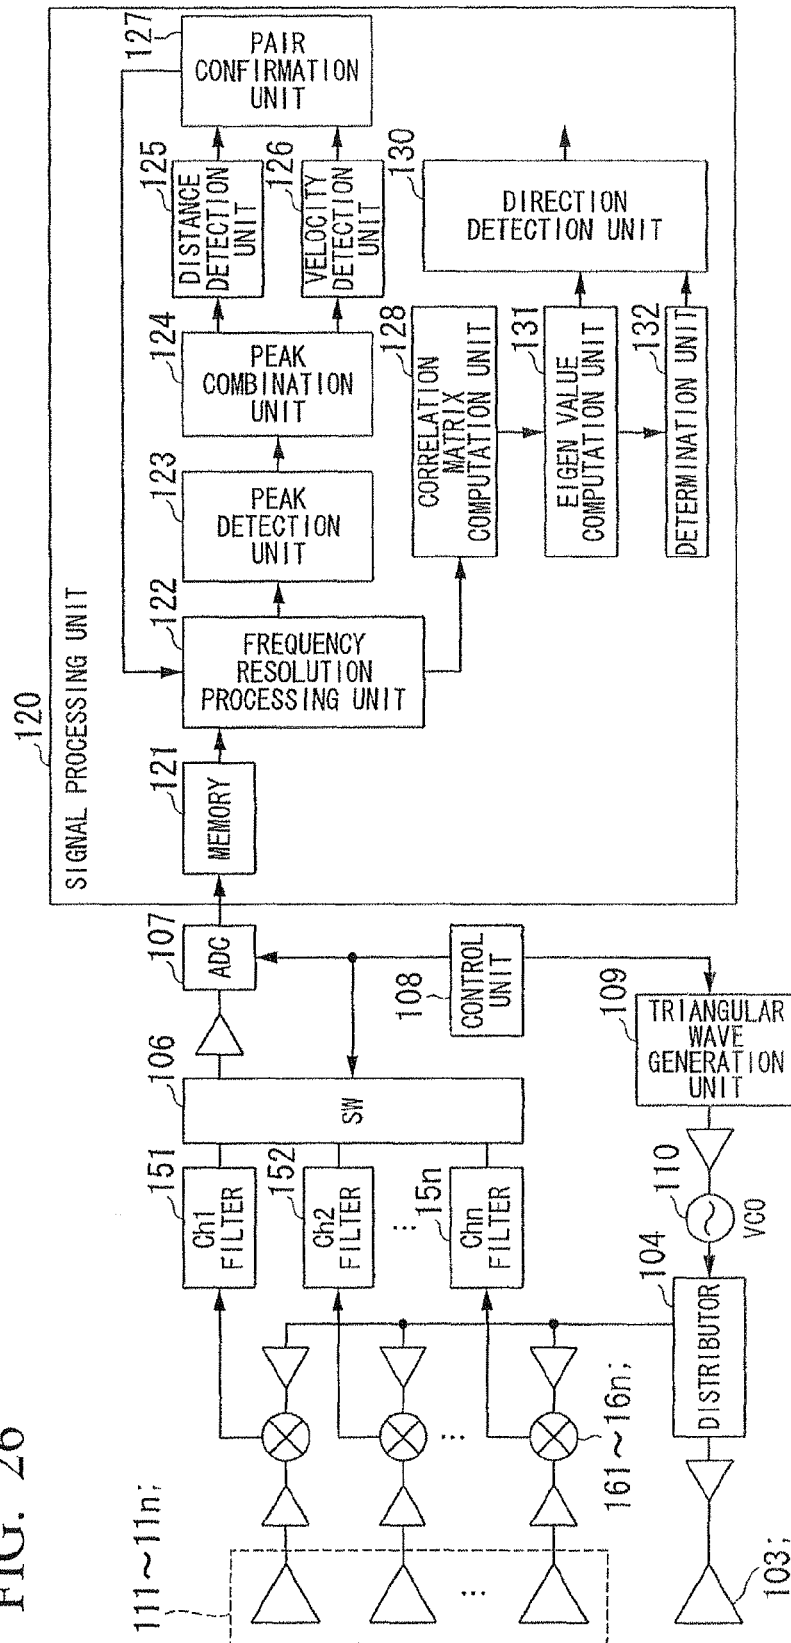 FIG. 26
120
SIGNAL PROCESSING UNIT
127
PAIR
CONFIRMATION
UNIT
125
DISTANCE
DETECTION
UNIT
126
VELOCITY
DETECTION
UNIT
124
PEAK
COMBINATION
UNIT
123
PEAK
DETECTION
UNIT
122
FREQUENCY
RESOLUTION
PROCESSING UNIT
121
MEMORY
130
DIRECTION
DETECTION UNIT
128
CORRELATION
MATRIX
COMPUTATION UNIT
131
EIGEN VALUE
COMPUTATION UNIT
132
DETERMINATION UNIT
107
ADC
108
CONTROL
UNIT
109
TRIANGULAR
WAVE
GENERATION
UNIT
106
SW
151
Ch1
FILTER
152
Ch2
FILTER
...
15n
Chn
FILTER
110
VCO
104
DISTRIBUTOR
...
161~16n;
111~11n;
...
103;